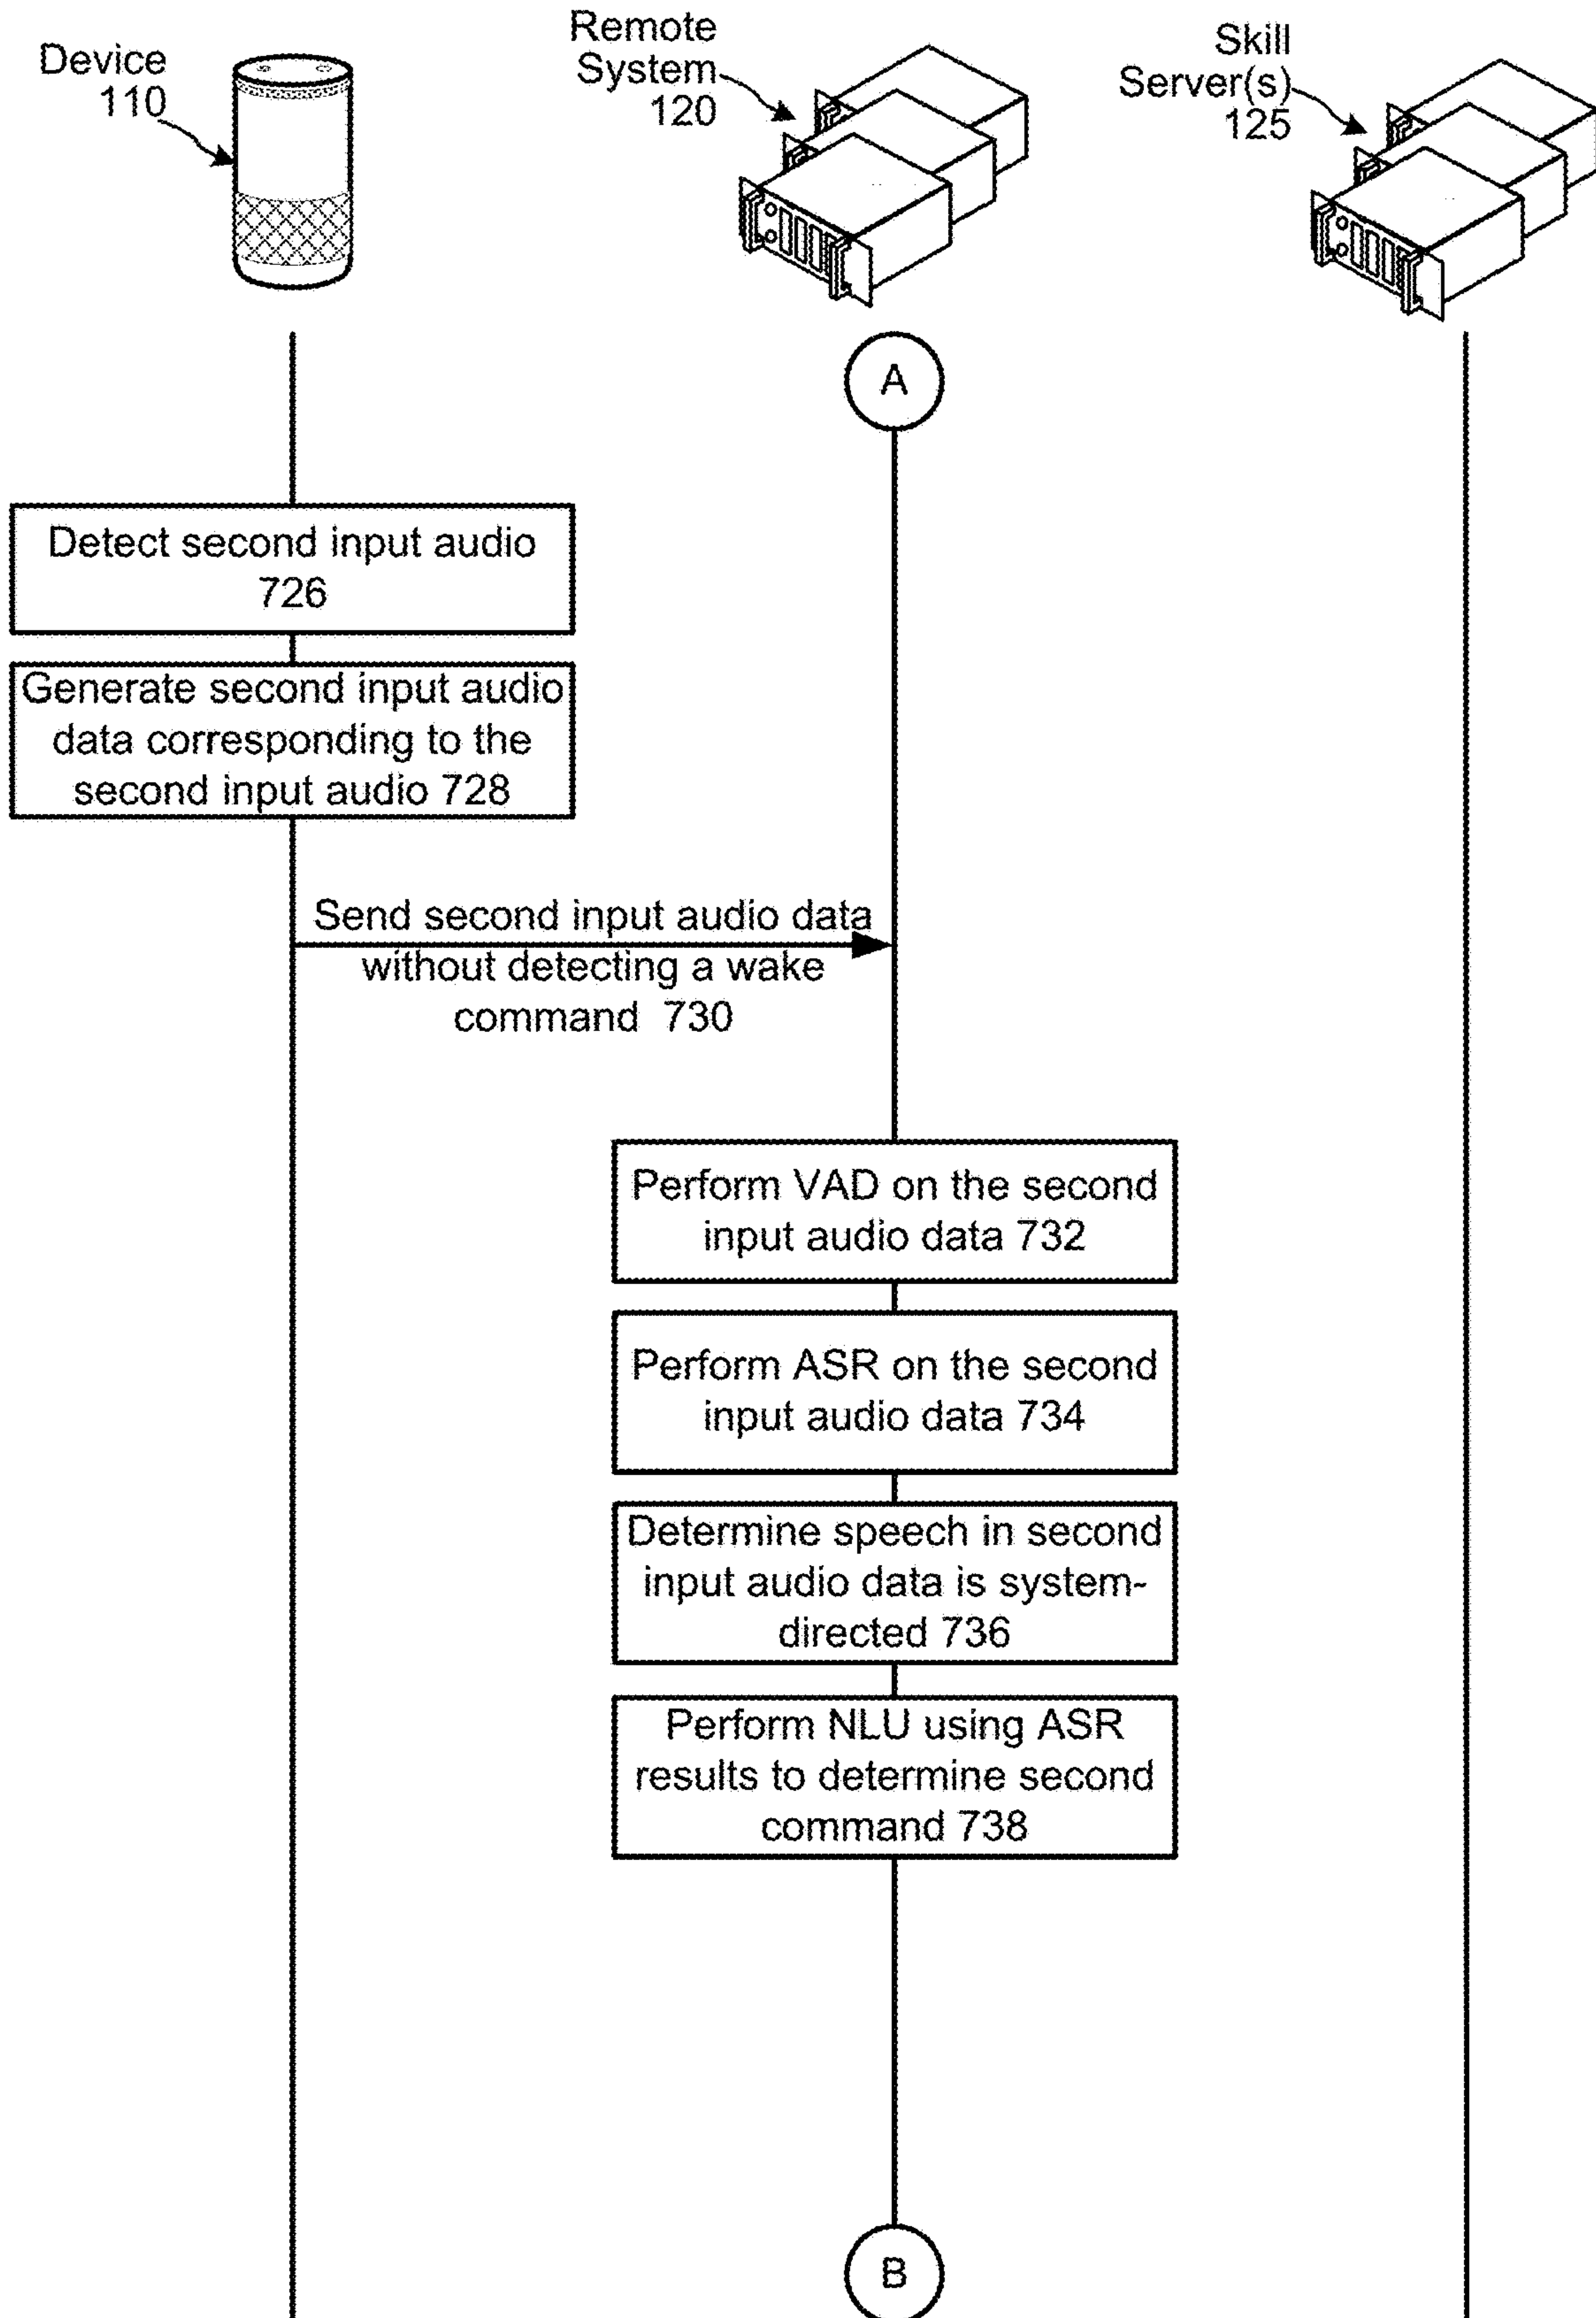 Device
110
Remote
System
120
Skill
Server(s)
125
A
Detect second input audio
726
Generate second input audio
data corresponding to the
second input audio 728
Send second input audio data
without detecting a wake
command 730
Perform VAD on the second
input audio data 732
Perform ASR on the second
input audio data 734
Determine speech in second
input audio data is system-
directed 736
Perform NLU using ASR
results to determine second
command 738
B